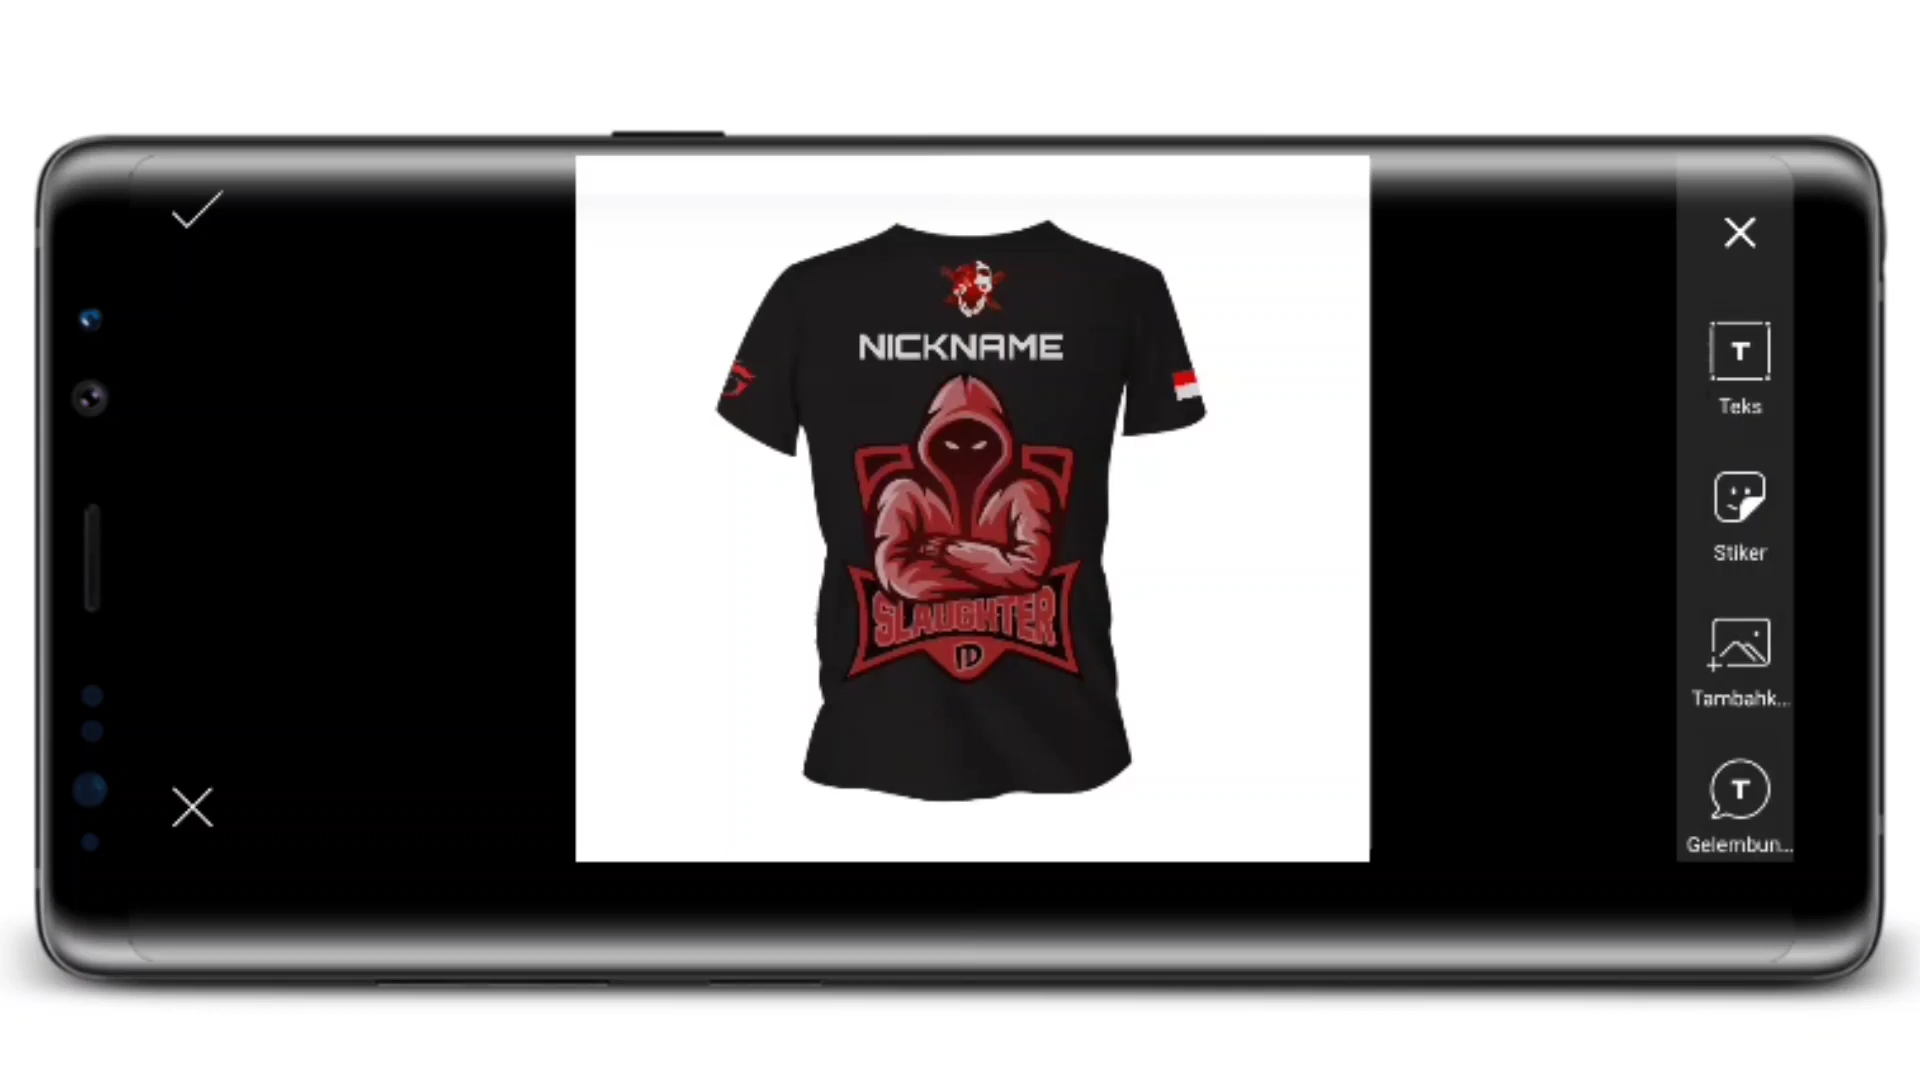 NICKNAME
SLAUGHTER
ID
T
Teks
Stiker
Tambahk...
T
Gelembun...